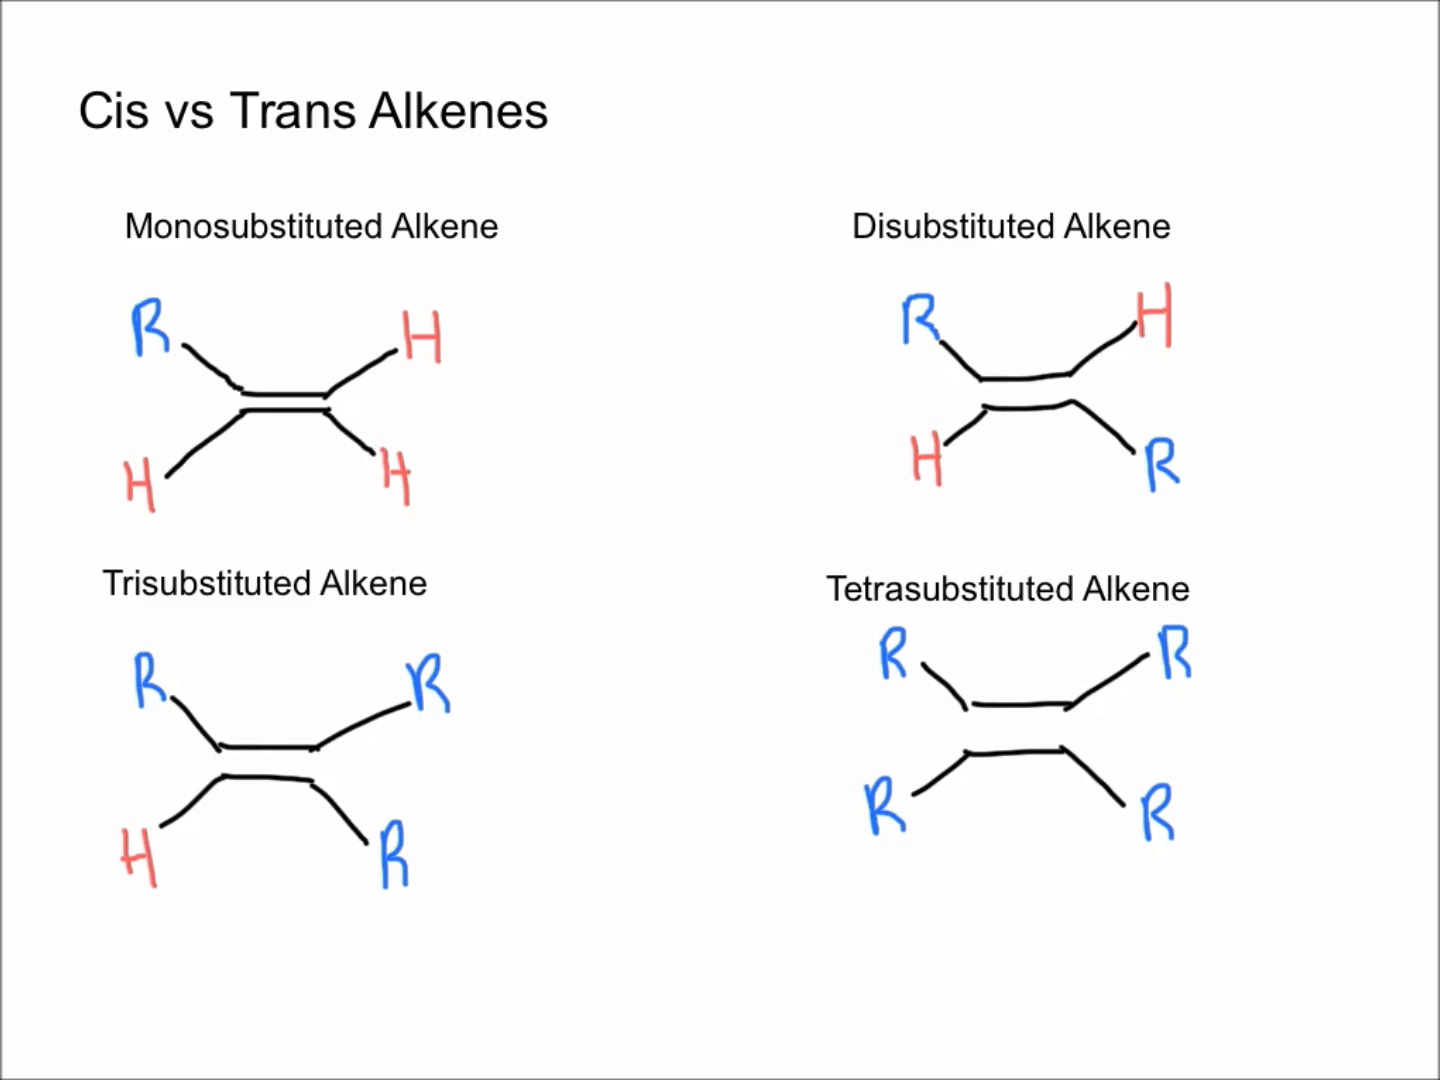 Cis vs Trans Alkenes
Monosubstituted Alkene
Disubstituted Alkene
R H
H H
R H
H R
Trisubstituted Alkene
Tetrasubstituted Alkene
R R
H R
R R
R R